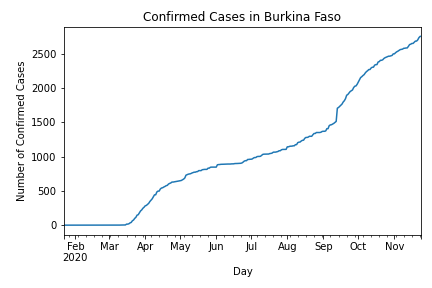 Confirmed Cases in Burkina Faso
Number of Confirmed Cases
2500
2000
1500
1000
500
0
Feb Mar Apr May Jun Jul Aug Sep Oct Nov
2020
Day